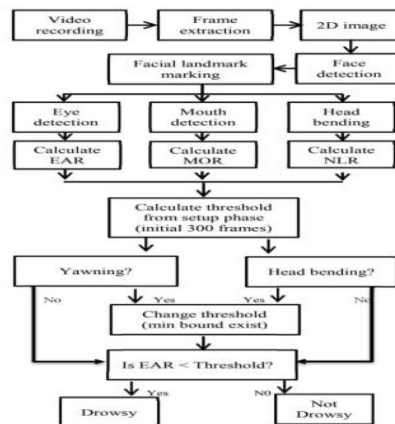 Video
recording
Frame
extraction
2D image
Facial landmark
marking
Face
detection
Eye
detection
Mouth
detection
Head
bending
Calculate
EAR
Calculate
MOR
Calculate
NLR
Calculate threshold
from setup phase
(initial 300 frames)
Yawning?
Head bending?
No
Yes
Yes
No
Change threshold
(min bound exist)
Is EAR < Threshold?
Yes
N0
Drowsy
Not
Drowsy